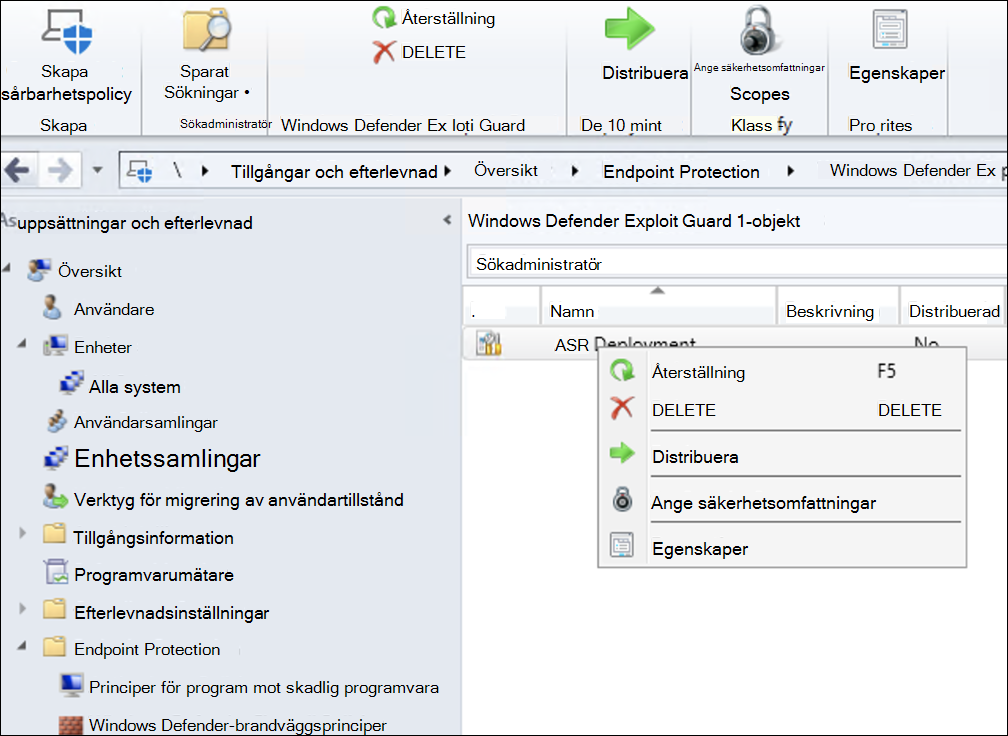 Återställning
DELETE
Skapa
sårbarhetspolicy
Sparat
Sökningar •
Distribuera
Ange säkerhetsomfattningar
Scopes
Egenskaper
Skapa
Sökadministratör
Windows Defender Ex loti Guard
De 10 mint
Klass fy
Pro rites
\ Tillgångar och efterlevnad Översikt Endpoint Protection Windows Defender Ex p
As uppsättningar och efterlevnad
Windows Defender Exploit Guard 1-objekt
Sökadministratör
Översikt
Användare
Enheter
Alla system
Användarsamlingar
Enhetssamlingar
Verktyg för migrering av användartillstånd
Tillgångsinformation
Programvarumätare
Efterlevnadsinställningar
Endpoint Protection
Principer för program mot skadlig programvara
Windows Defender-brandväggsprinciper
. Namn Beskrivning Distribuerad
ASR Deployment No
Återställning F5
DELETE DELETE
Distribuera
Ange säkerhetsomfattningar
Egenskaper